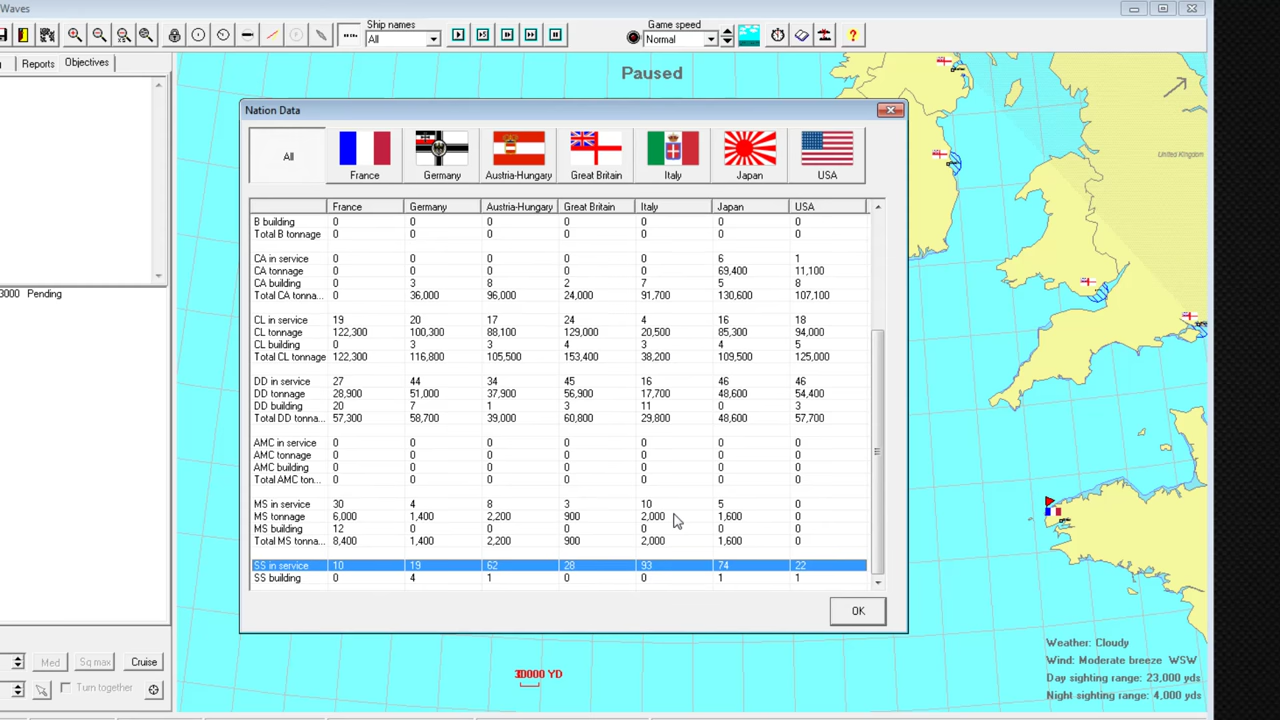 Waves
Ship names
All
Game speed
Normal
Reports Objectives
Paused
3000 Pending
Nation Data
All France Germany Austria-Hungary Great Britain Italy Japan USA
France Germany Austria-Hungary Great Britain Italy Japan USA
B building 0 0 0 0 0 0 0
Total B tonnage 0 0 0 0 0 0 0
CA in service 0 0 0 0 0 6 1
CA tonnage 0 0 0 0 0 69,400 11,100
CA building 0 3 8 2 7 5 8
Total CA tonna... 0 36,000 96,000 24,000 91,700 130,600 107,100
CL in service 19 20 17 24 4 16 18
CL tonnage 122,300 100,300 88,100 129,000 20,500 85,300 94,000
CL building 0 3 3 4 3 4 5
Total CL tonnage 122,300 116,800 105,500 153,400 38,200 109,500 125,000
DD in service 27 44 34 45 16 46 46
DD tonnage 28,900 51,000 37,900 56,900 17,700 48,600 54,400
DD building 20 7 1 3 11 0 3
Total DD tonna... 57,300 58,700 39,000 60,800 29,800 48,600 57,700
AMC in service 0 0 0 0 0 0 0
AMC tonnage 0 0 0 0 0 0 0
AMC building 0 0 0 0 0 0 0
Total AMC ton... 0 0 0 0 0 0 0
MS in service 30 4 8 3 10 5 0
MS tonnage 6,000 1,400 2,200 900 2,000 1,600 0
MS building 12 0 0 0 0 0 0
Total MS tonna... 8,400 1,400 2,200 900 2,000 1,600 0
SS in service 10 19 62 28 93 74 22
SS building 0 4 1 0 0 1 1
OK
United Kingdom
Med Sq max Cruise
Turn together
YD
Weather: Cloudy
Wind: Moderate breeze WSW
Day sighting range: 23,000 yds
Night sighting range: 4,000 yds